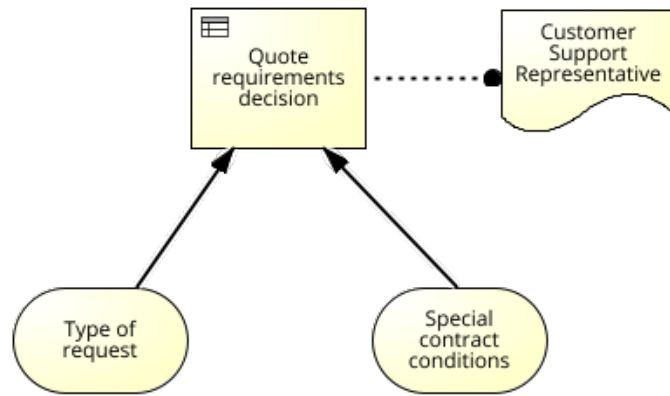 Quote
requirements
decision
Customer
Support
Representative
Type of
request
Special
contract
conditions